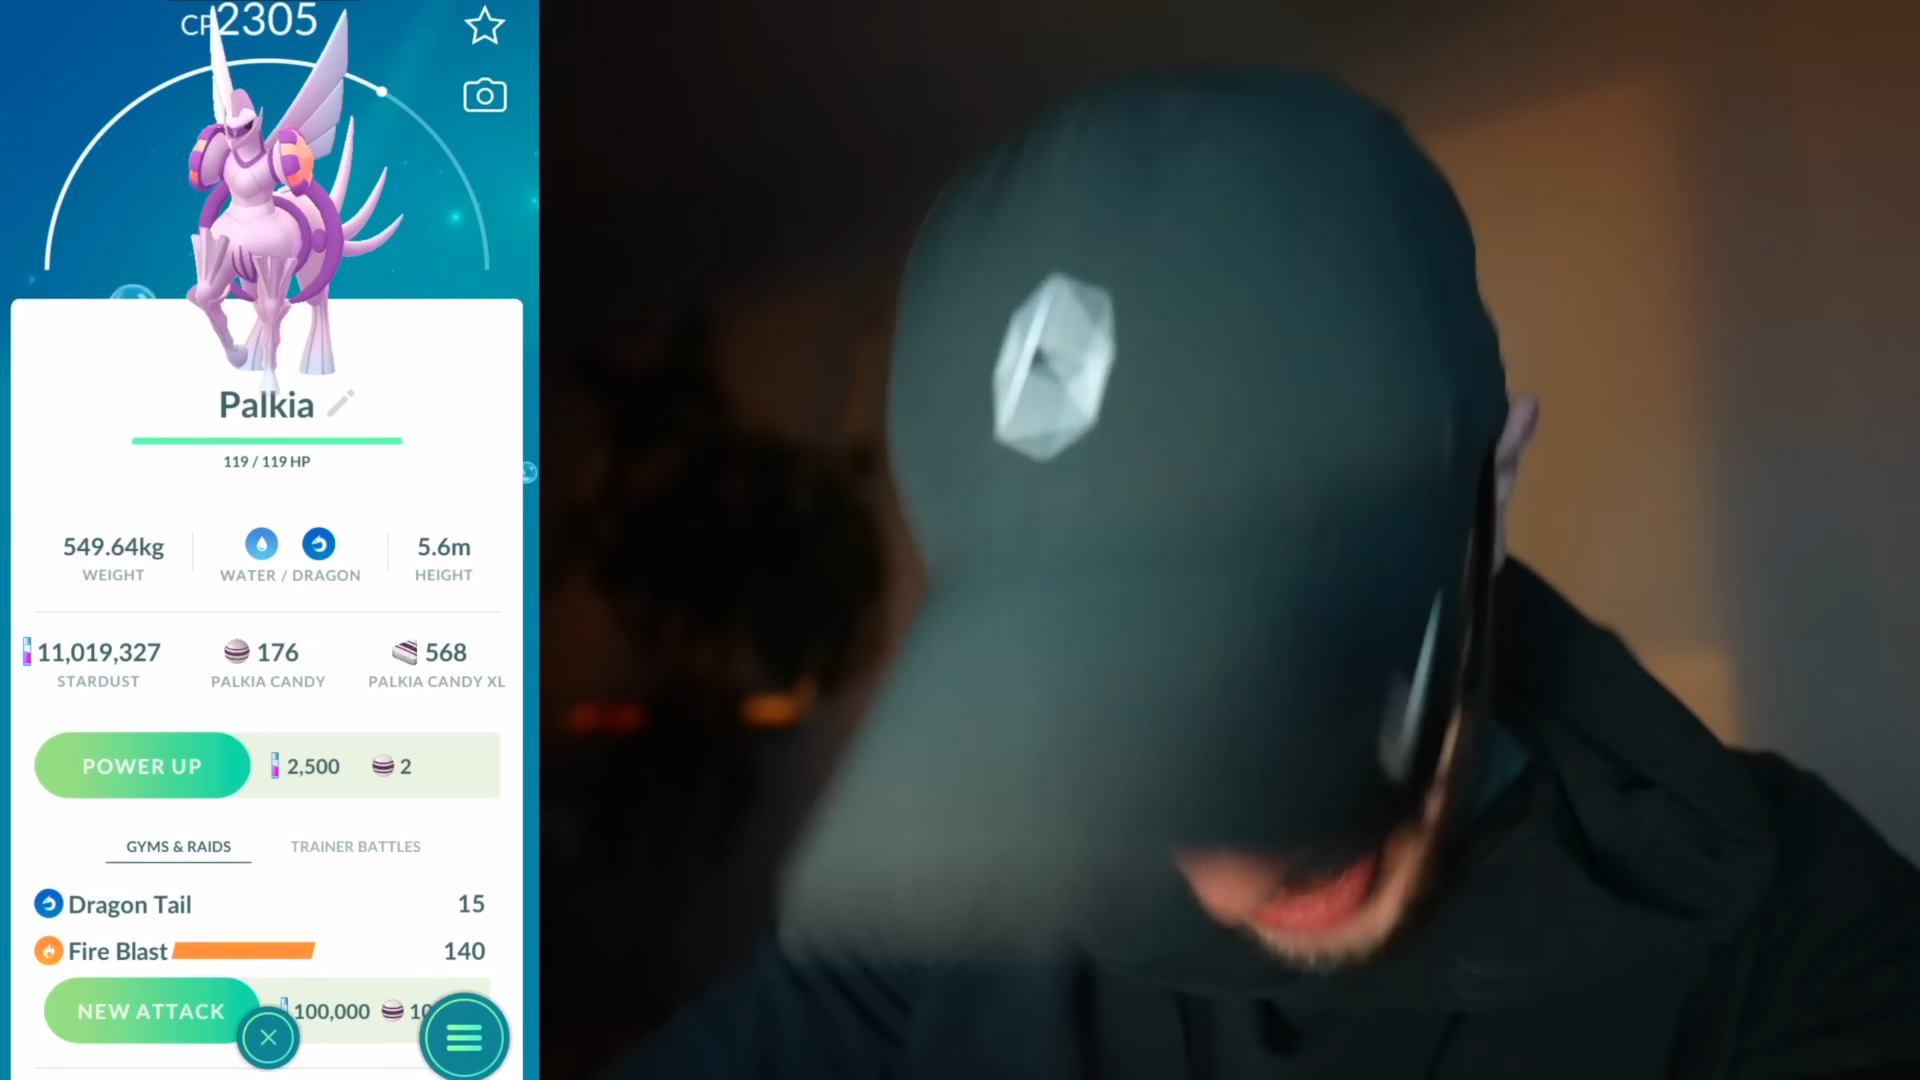 CP2305
Palkia
119 / 119 HP
549.64kg
WEIGHT
WATER / DRAGON
5.6m
HEIGHT
11,019,327
STARDUST
176
PALKIA CANDY
568
PALKIA CANDY XL
POWER UP
2,500
2
GYMS & RAIDS
TRAINER BATTLES
Dragon Tail 15
Fire Blast 140
NEW ATTACK
100,000